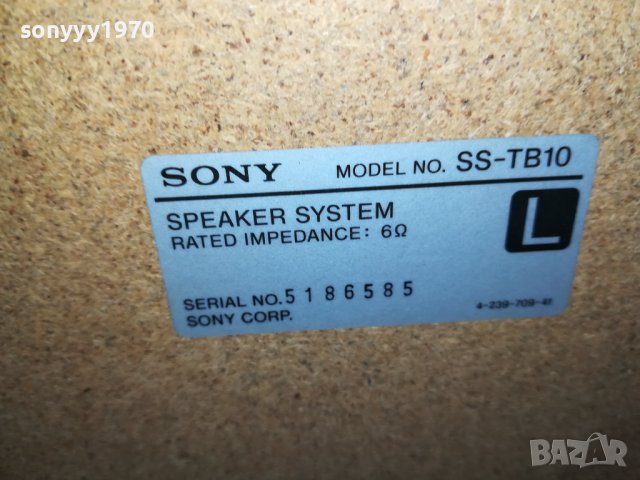 sonyyy1970
SONY MODEL NO. SS-TB10
SPEAKER SYSTEM
RATED IMPEDANCE: 6Ω
L
SERIAL NO. 5186585
SONY CORP.
4-239-709-41
BAZAR